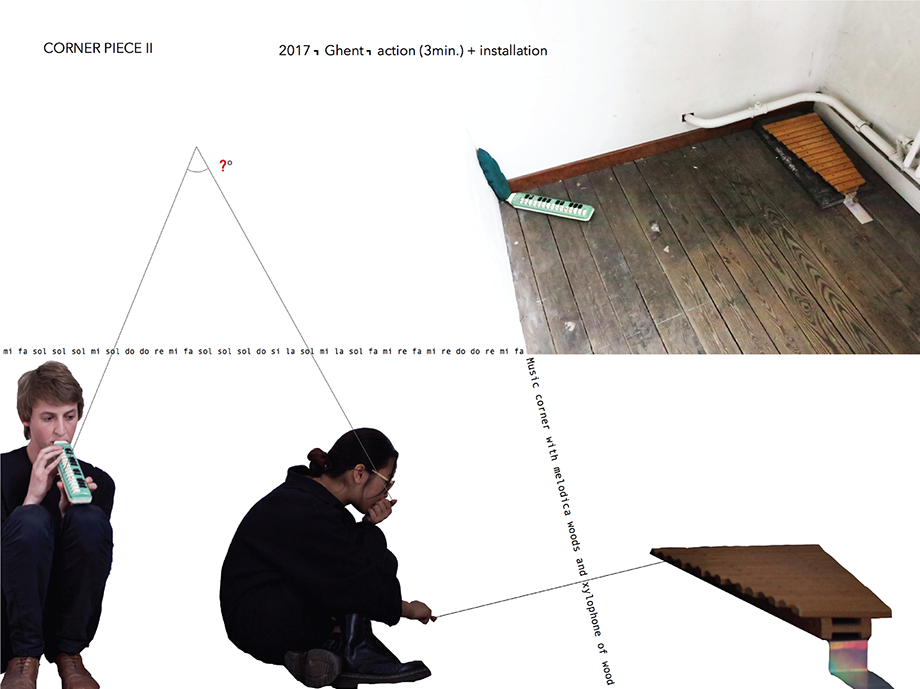 CORNER PIECE II
2017 ┓ Ghent ┓ action (3min.) + installation
?°
mi fa sol sol sol mi sol do do re mi fa sol sol sol do si la sol mi la sol fa mi re fa mi re do do re mi fa
Music corner with melodica woods and xylophone of wood